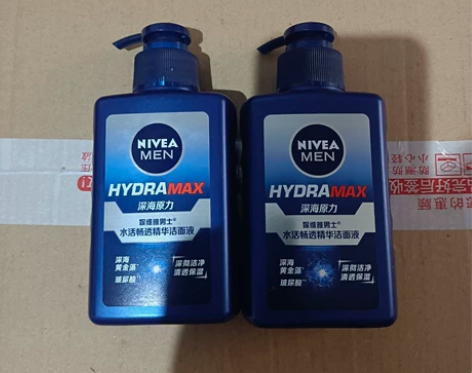 NIVEA
MEN
HYDRAMAX
深海原力
妮维雅男士®
水活畅透精华洁面液
深海
黄金藻
玻尿酸
深彻洁净
清透保湿
NIVEA
MEN
HYDRAMAX
深海原力
妮维雅男士®
水活畅透精华洁面液
深海
黄金藻
玻尿酸
深彻洁净
清透保湿
小心轻